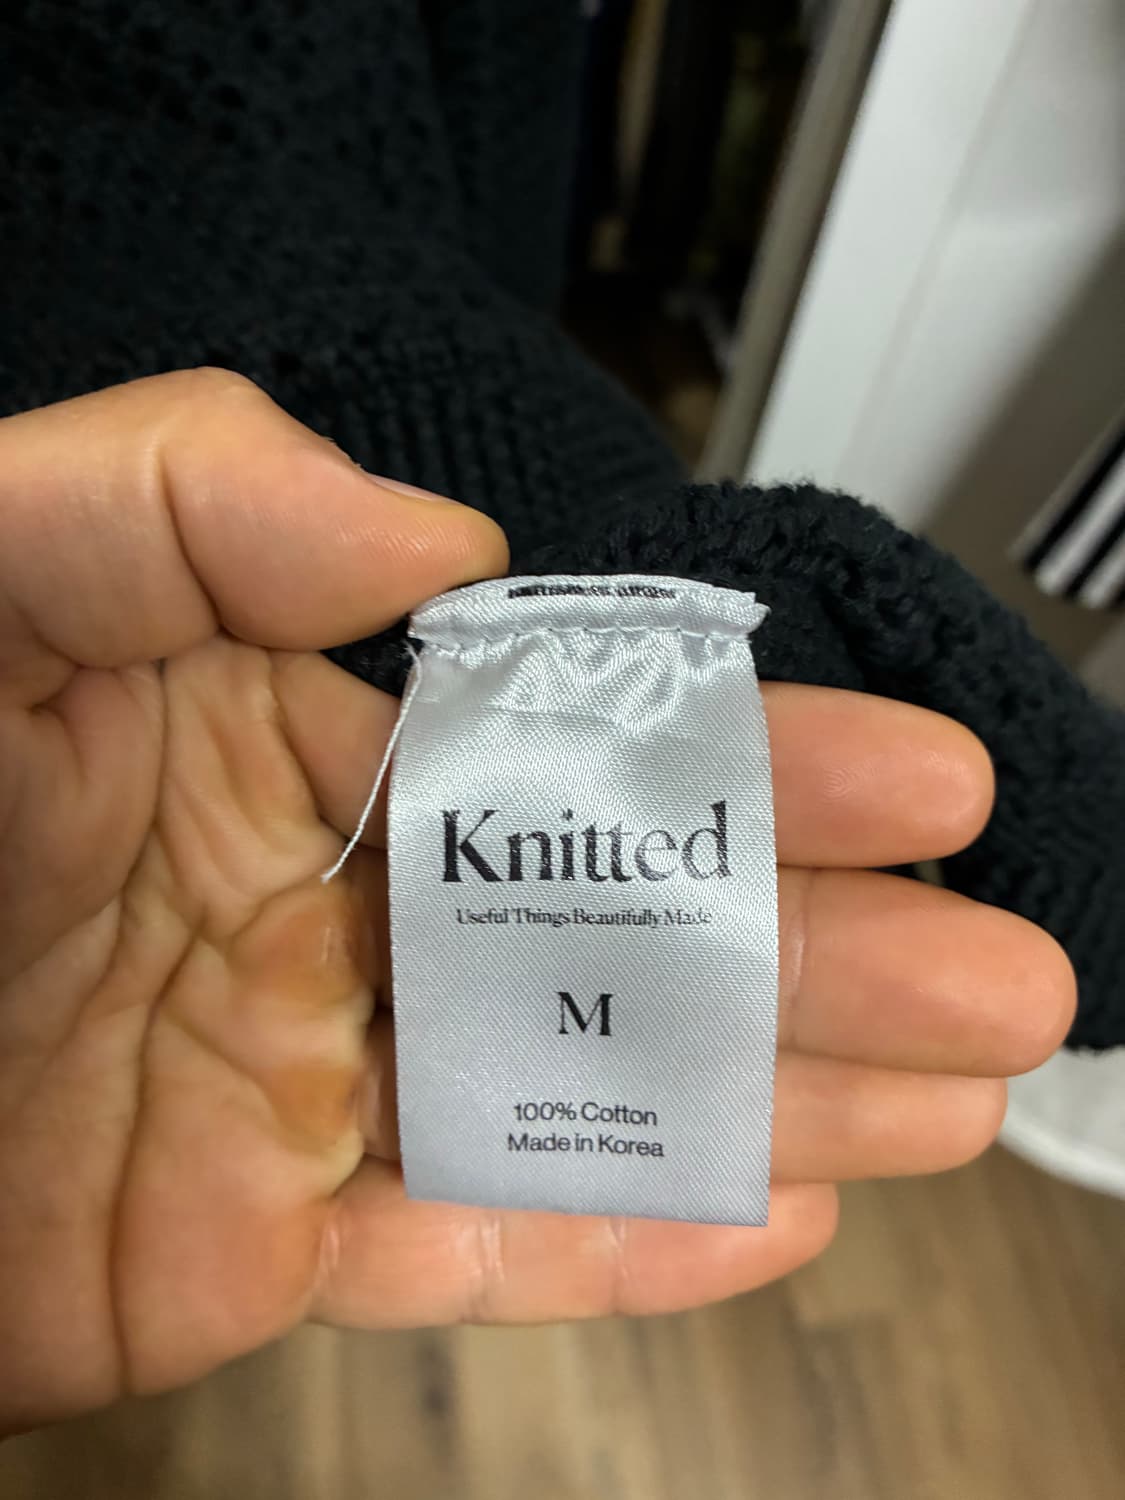 Knitted
Useful Things Beautifully Made
M
100% Cotton
Made in Korea